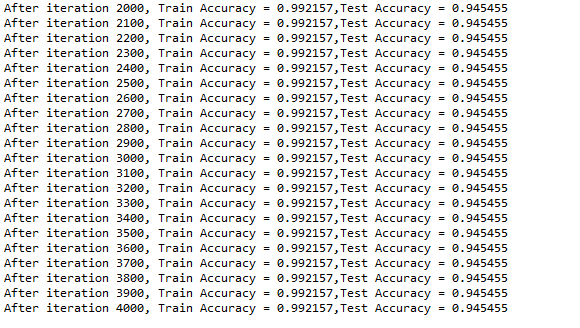 After iteration 2000, Train Accuracy = 0.992157,Test Accuracy = 0.945455
After iteration 2100, Train Accuracy = 0.992157,Test Accuracy = 0.945455
After iteration 2200, Train Accuracy = 0.992157,Test Accuracy = 0.945455
After iteration 2300, Train Accuracy = 0.992157,Test Accuracy = 0.945455
After iteration 2400, Train Accuracy = 0.992157,Test Accuracy = 0.945455
After iteration 2500, Train Accuracy = 0.992157,Test Accuracy = 0.945455
After iteration 2600, Train Accuracy = 0.992157,Test Accuracy = 0.945455
After iteration 2700, Train Accuracy = 0.992157,Test Accuracy = 0.945455
After iteration 2800, Train Accuracy = 0.992157,Test Accuracy = 0.945455
After iteration 2900, Train Accuracy = 0.992157,Test Accuracy = 0.945455
After iteration 3000, Train Accuracy = 0.992157,Test Accuracy = 0.945455
After iteration 3100, Train Accuracy = 0.992157,Test Accuracy = 0.945455
After iteration 3200, Train Accuracy = 0.992157,Test Accuracy = 0.945455
After iteration 3300, Train Accuracy = 0.992157,Test Accuracy = 0.945455
After iteration 3400, Train Accuracy = 0.992157,Test Accuracy = 0.945455
After iteration 3500, Train Accuracy = 0.992157,Test Accuracy = 0.945455
After iteration 3600, Train Accuracy = 0.992157,Test Accuracy = 0.945455
After iteration 3700, Train Accuracy = 0.992157,Test Accuracy = 0.945455
After iteration 3800, Train Accuracy = 0.992157,Test Accuracy = 0.945455
After iteration 3900, Train Accuracy = 0.992157,Test Accuracy = 0.945455
After iteration 4000, Train Accuracy = 0.992157,Test Accuracy = 0.945455